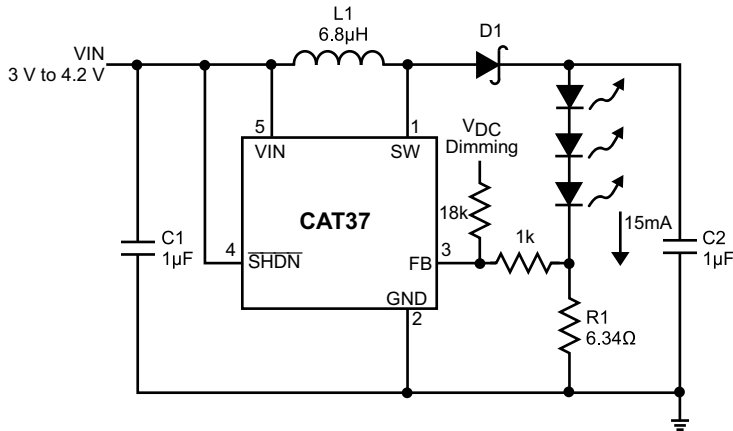 L1
6.8µH
D1
VIN
3 V to 4.2 V
5
1
VIN
SW
VDC
Dimming
CAT37
18k
1k
15mA
C1
1µF
4
SHDN
FB
3
C2
1µF
GND
2
R1
6.34Ω